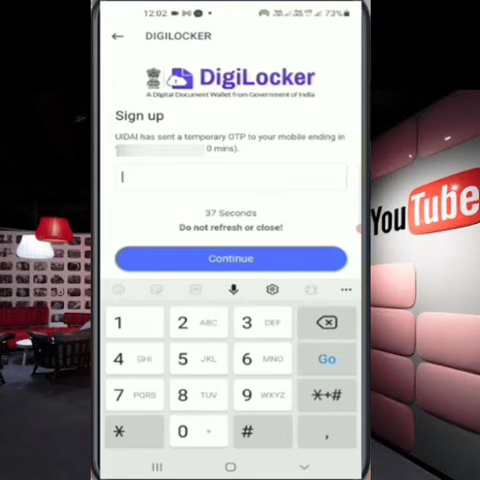 12:02
73%
DIGILOCKER
DigiLocker
A Digital Document Wallet from Government of India
Sign up
UIDAI has sent a temporary OTP to your mobile ending in
0 mins).
37 Seconds
Do not refresh or close!
Continue
1
2 ABC
3 DEF
4 GHI
5 JKL
6 MNO
Go
7 PQRS
8 TUV
9 WXYZ
*+#
*
0 +
#
,
YouTube